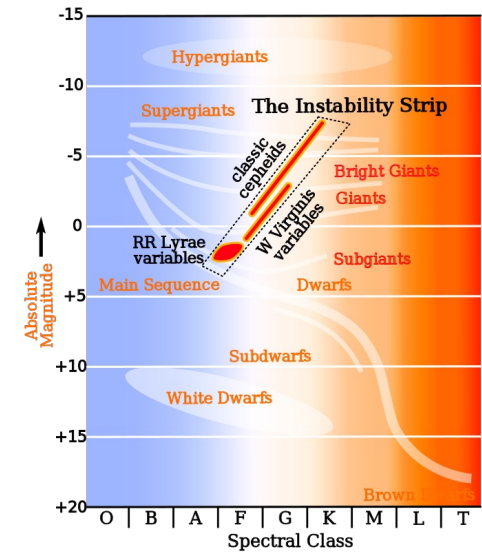 -15
Hypergiants
-10
Supergiants
The Instability Strip
classic
cepheids
-5
Bright Giants
Giants
W Virginis
variables
0
RR Lyrae
variables
Subgiants
Absolute
Magnitude
Main Sequence
Dwarfs
+5
Subdwarfs
+10
White Dwarfs
+15
Brown Dwarfs
+20
O B A F G K M L T
Spectral Class